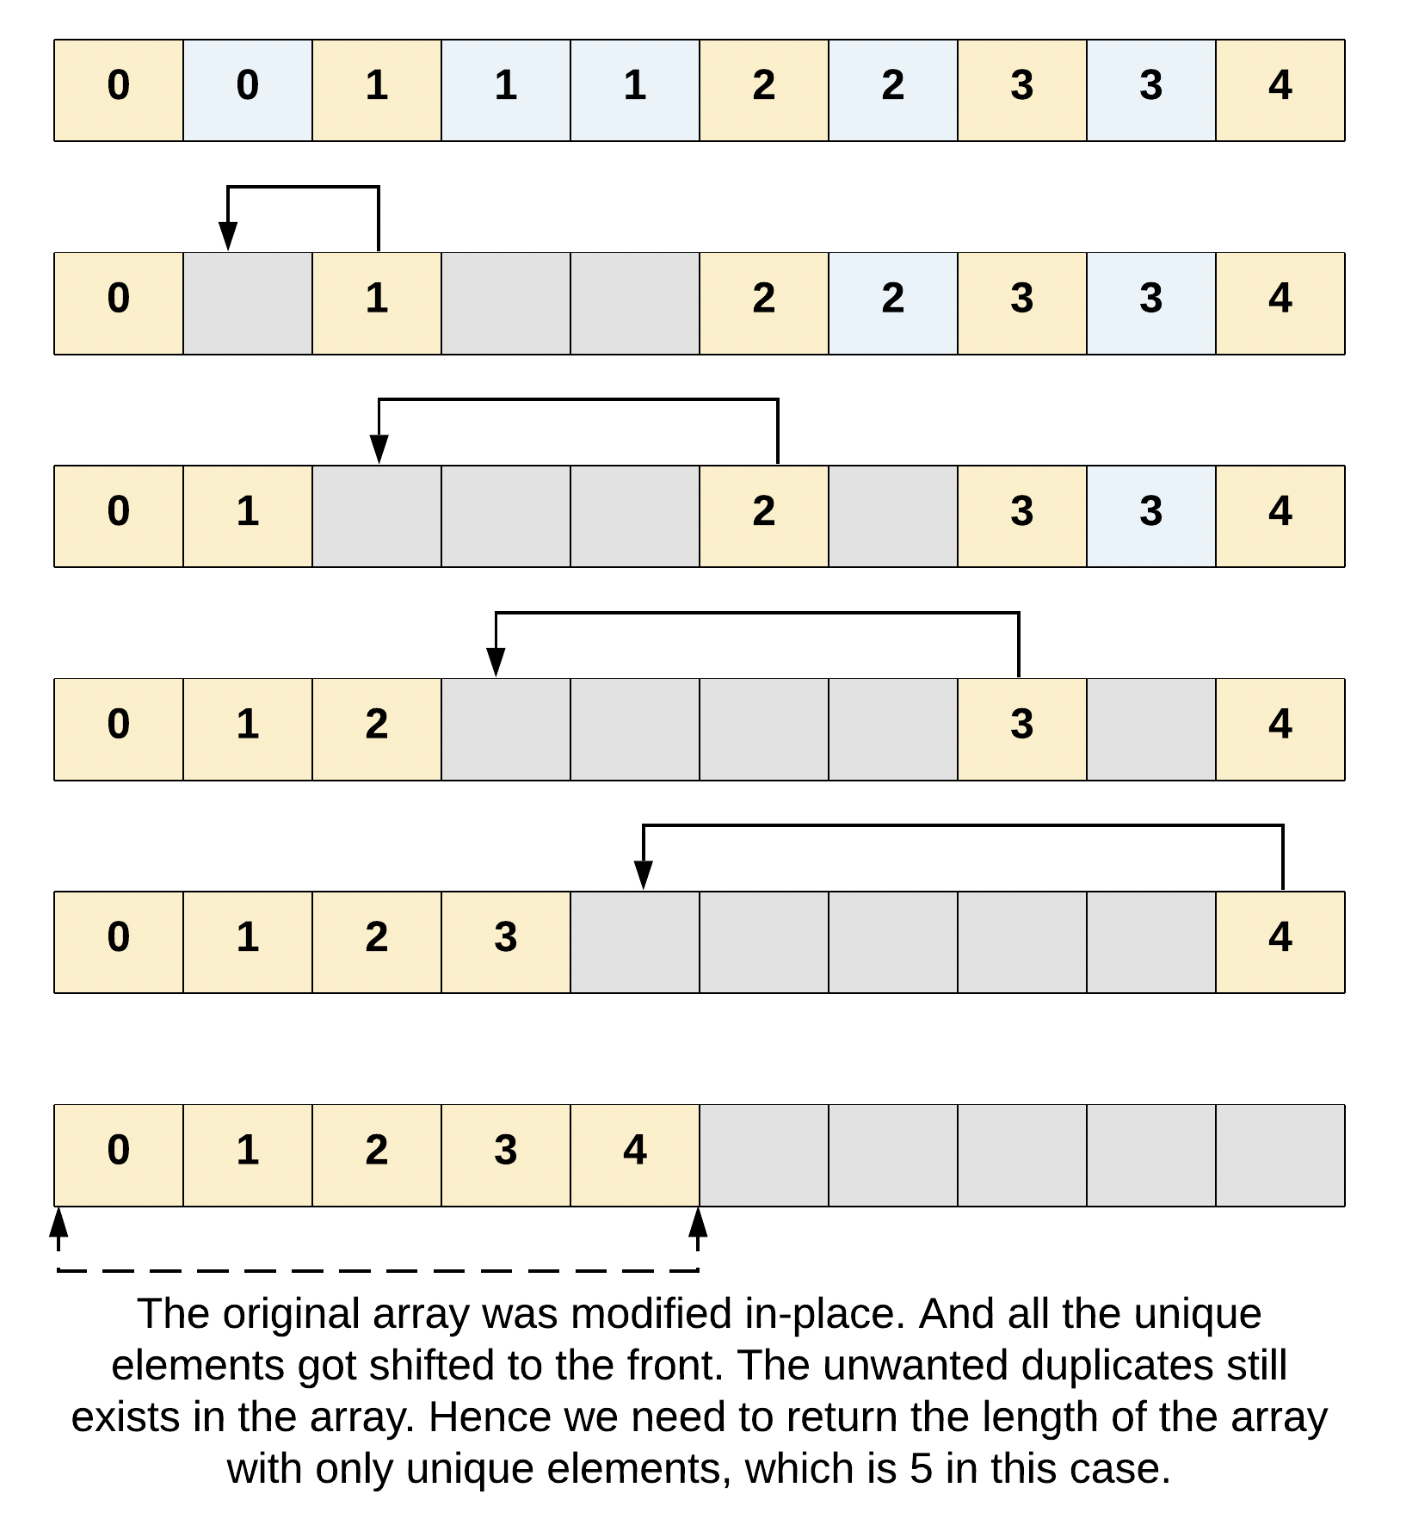 0 0 1 1 1 2 2 3 3 4
0 1 2 2 3 3 4
0 1 2 3 3 4
0 1 2 3 4
0 1 2 3 4
0 1 2 3 4
The original array was modified in-place. And all the unique
elements got shifted to the front. The unwanted duplicates still
exists in the array. Hence we need to return the length of the array
with only unique elements, which is 5 in this case.